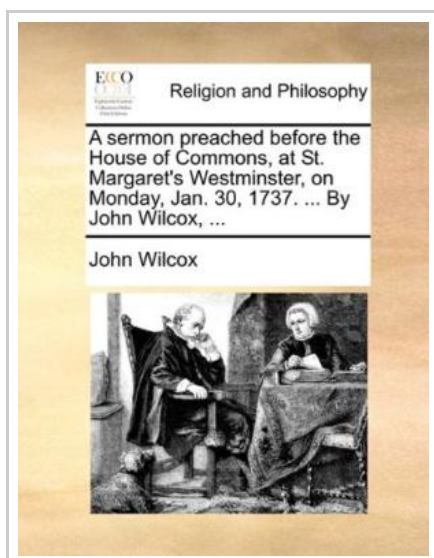 ECCO
Religion and Philosophy
A sermon preached before the
House of Commons, at St.
Margaret's Westminster, on
Monday, Jan. 30, 1737. ... By
John Wilcox, ...
John Wilcox